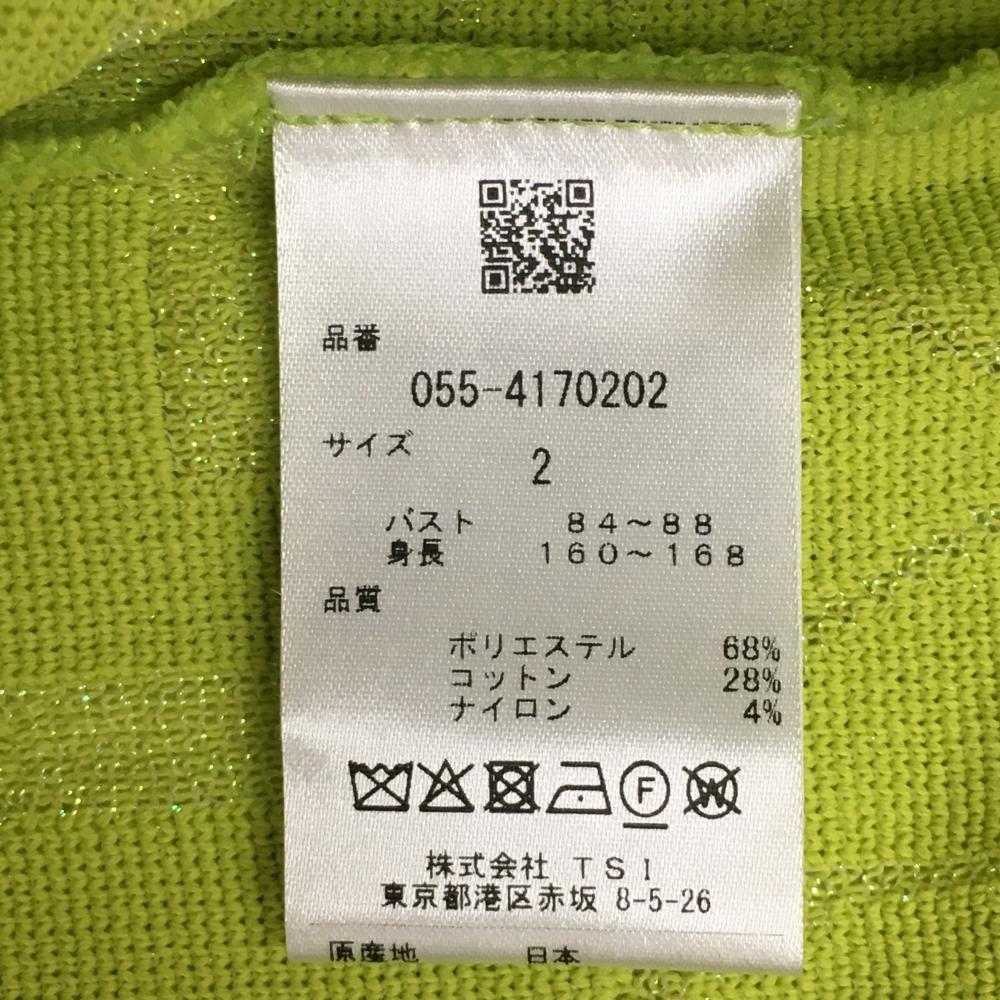 品番
055-4170202
サイズ
2
バスト 84～88
身長 160～168
品質
ポリエステル 68%
コットン 28%
ナイロン 4%
F W
株式会社 TSI
東京都港区赤坂 8-5-26
原産地 日本